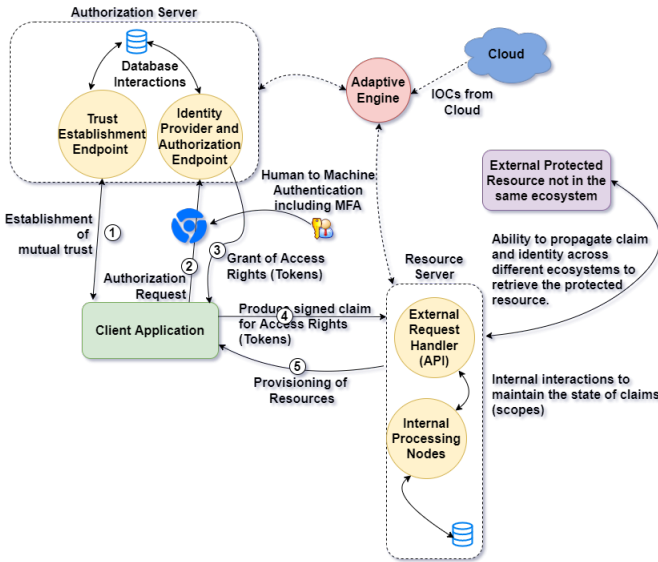 Authorization Server
Database
Interactions
Trust
Establishment
Endpoint
Identity
Provider and
Authorization
Endpoint
Adaptive
Engine
Cloud
IOCs from
Cloud
Human to Machine
Authentication
including MFA
External Protected
Resource not in the
same ecosystem
Establishment
of
mutual trust
1
2
3
Authorization
Request
Grant of Access
Rights (Tokens)
Resource
Server
Ability to propagate claim
and identity across
different ecosystems to
retrieve the protected
resource.
Client Application
4
Produce signed claim
for Access Rights
(Tokens)
5
Provisioning of
Resources
External
Request
Handler
(API)
Internal interactions to
maintain the state of claims
(scopes)
Internal
Processing
Nodes